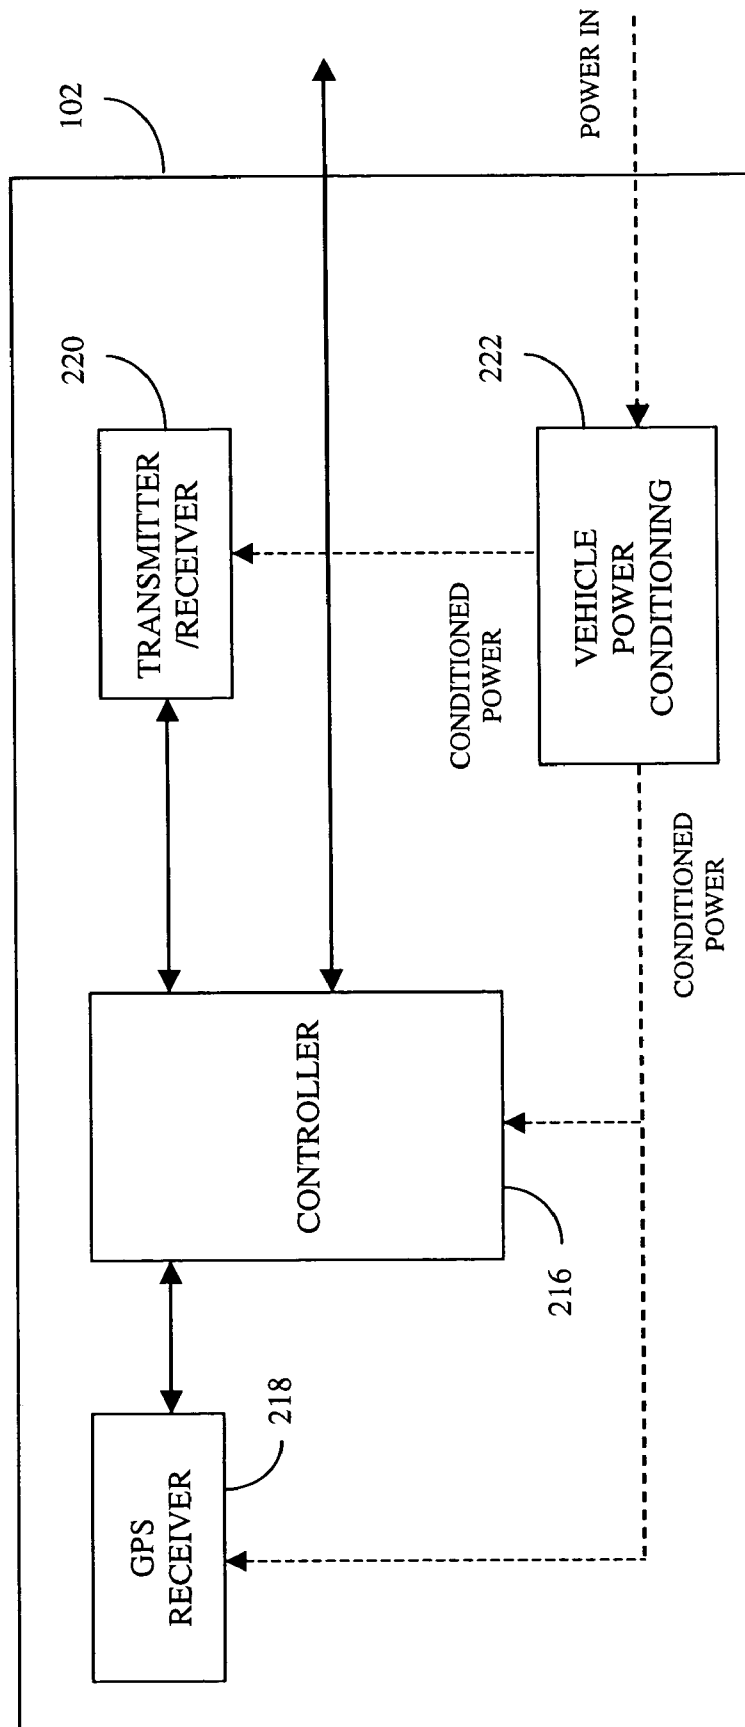 102
220
TRANSMITTER
/RECEIVER
CONTROLLER
216
GPS
RECEIVER
218
POWER IN
222
VEHICLE
POWER
CONDITIONING
CONDITIONED
POWER
CONDITIONED
POWER